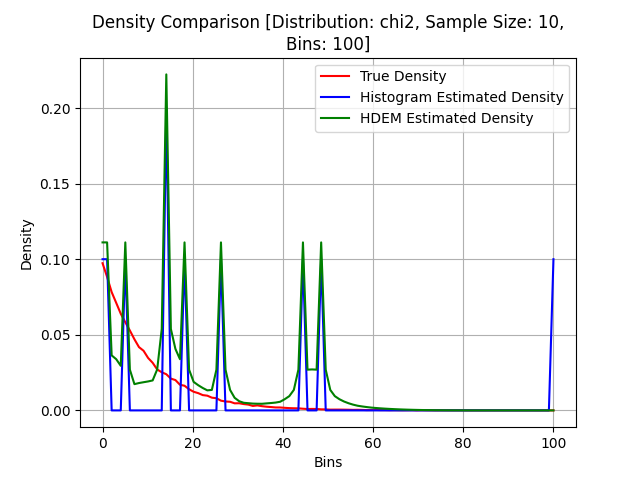 Density Comparison [Distribution: chi2, Sample Size: 10,
Bins: 100]
True Density
Histogram Estimated Density
HDEM Estimated Density
Density
0.20
0.15
0.10
0.05
0.00
0 20 40 60 80 100
Bins